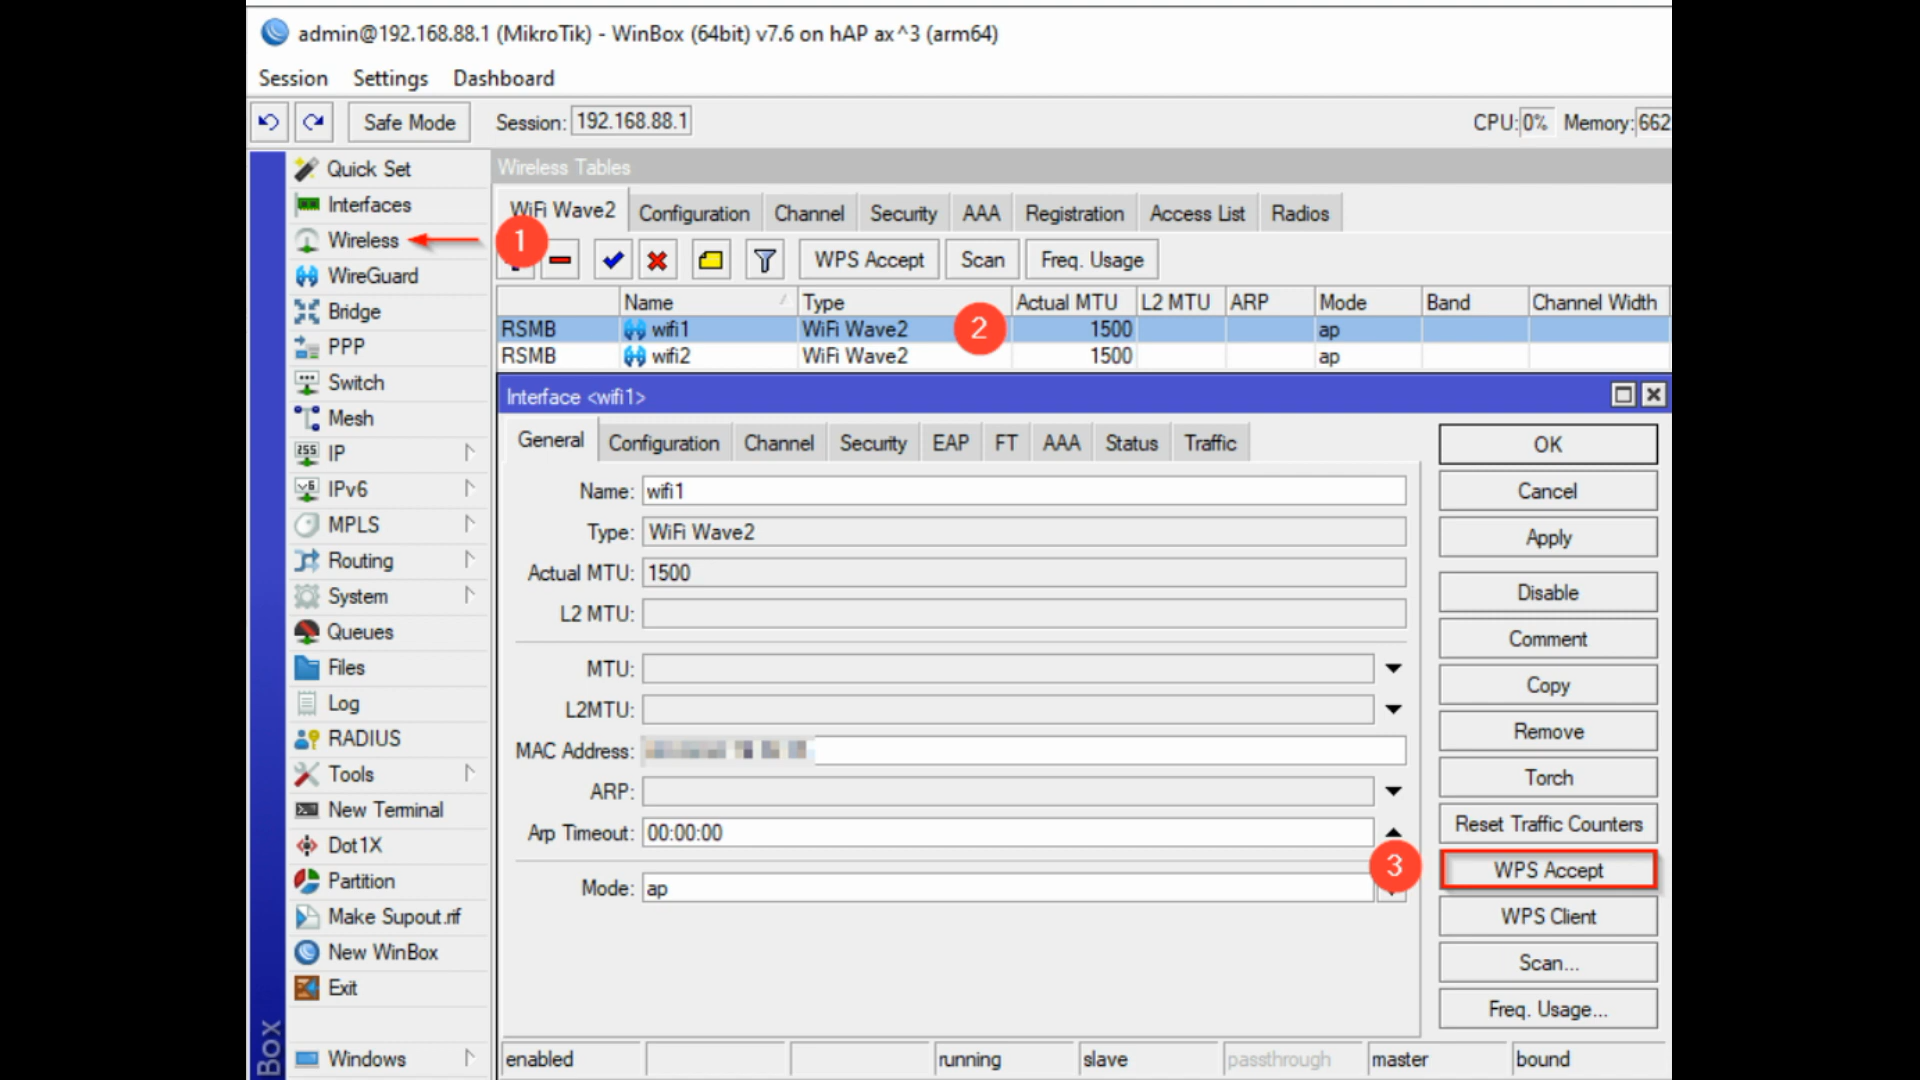 admin@192.168.88.1 (MikroTik) - WinBox (64bit) v7.6 on hAP ax^3 (arm64)
Session Settings Dashboard
Safe Mode Session: 192.168.88.1 CPU: 0% Memory: 662
Quick Set
Interfaces
Wireless
WireGuard
Bridge
PPP
Switch
Mesh
IP
IPv6
MPLS
Routing
System
Queues
Files
Log
RADIUS
Tools
New Terminal
Dot1X
Partition
Make Supout.rif
New WinBox
Exit
Windows
Box
Wireless Tables
WiFi Wave2 Configuration Channel Security AAA Registration Access List Radios
1
WPS Accept Scan Freq. Usage
Name Type Actual MTU L2 MTU ARP Mode Band Channel Width
RSMB wifi1 WiFi Wave2 2 1500 ap
RSMB wifi2 WiFi Wave2 1500 ap
Interface <wifi1>
General Configuration Channel Security EAP FT AAA Status Traffic
Name: wifi1
Type: WiFi Wave2
Actual MTU: 1500
L2 MTU:
MTU:
L2MTU:
MAC Address:
ARP:
Arp Timeout: 00:00:00
Mode: ap
3
OK
Cancel
Apply
Disable
Comment
Copy
Remove
Torch
Reset Traffic Counters
WPS Accept
WPS Client
Scan...
Freq. Usage...
enabled running slave passthrough master bound